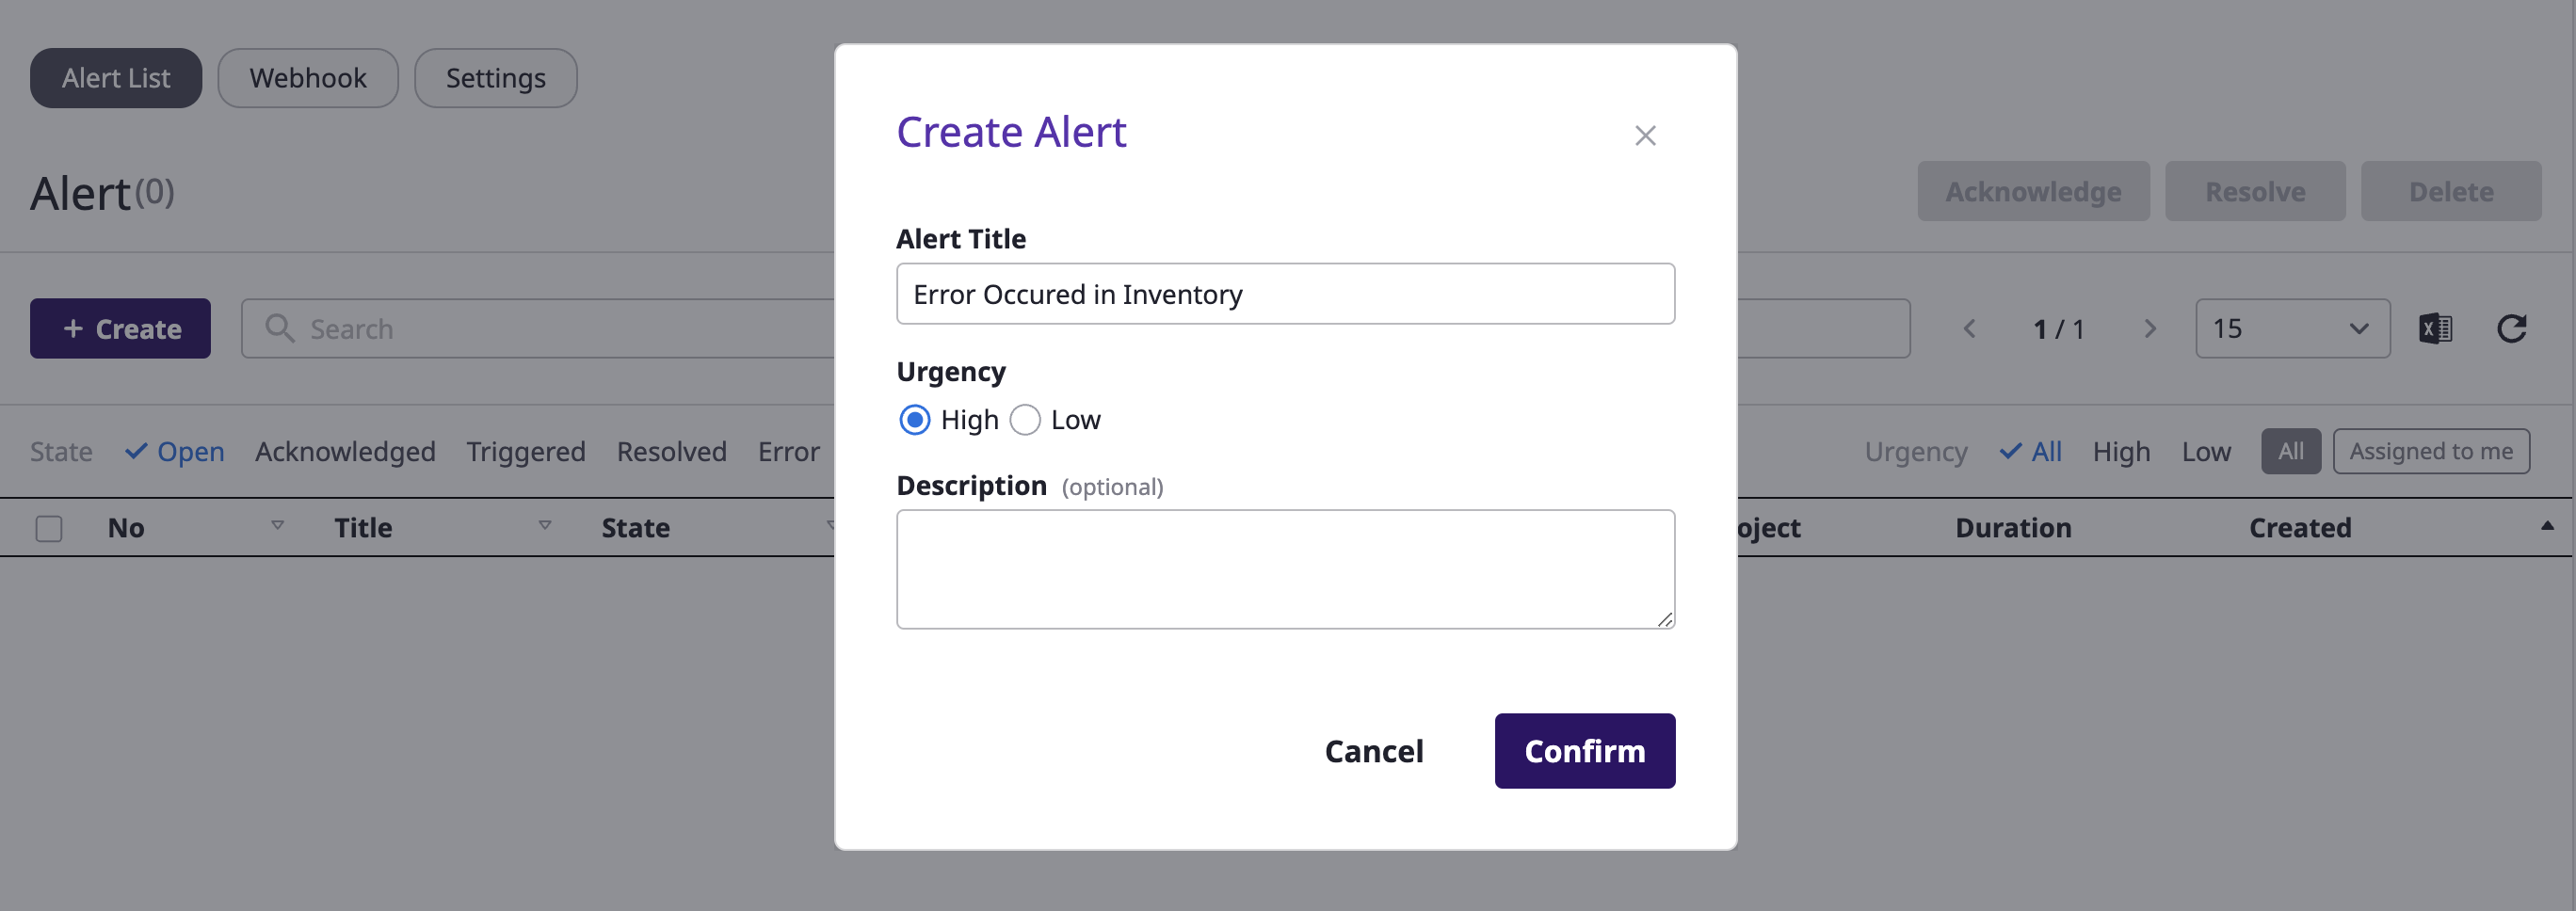 Alert List Webhook Settings
Alert (0)
Acknowledge Resolve Delete
+ Create Search
1 / 1 15
State Open Acknowledged Triggered Resolved Error
Urgency All High Low All Assigned to me
No Title State oject Duration Created
Create Alert
Alert Title
Error Occured in Inventory
Urgency
High Low
Description (optional)
Cancel Confirm